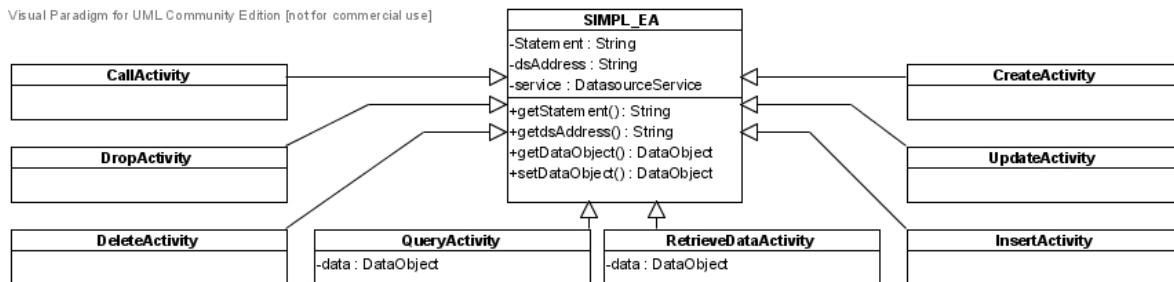 Visual Paradigm for UML Community Edition [not for commercial use]
SIMPL_EA
-Statement : String
-dsAddress : String
-service : DatasourceService
+getStatement() : String
+getdsAddress() : String
+getDataObject() : DataObject
+setDataObject() : DataObject
CallActivity
CreateActivity
DropActivity
UpdateActivity
DeleteActivity
QueryActivity
-data : DataObject
RetrieveDataActivity
-data : DataObject
InsertActivity